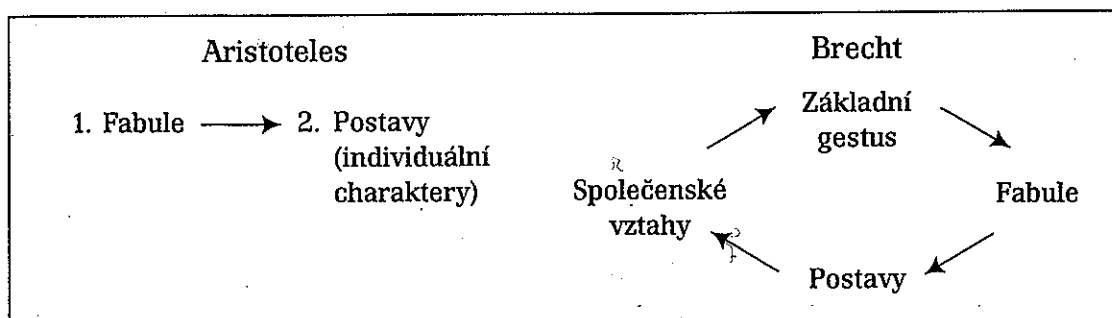 Aristoteles
1. Fabule
2. Postavy
(individuální
charaktery)
Brecht
Základní
gestus
Fabule
Postavy
Společenské
vztahy